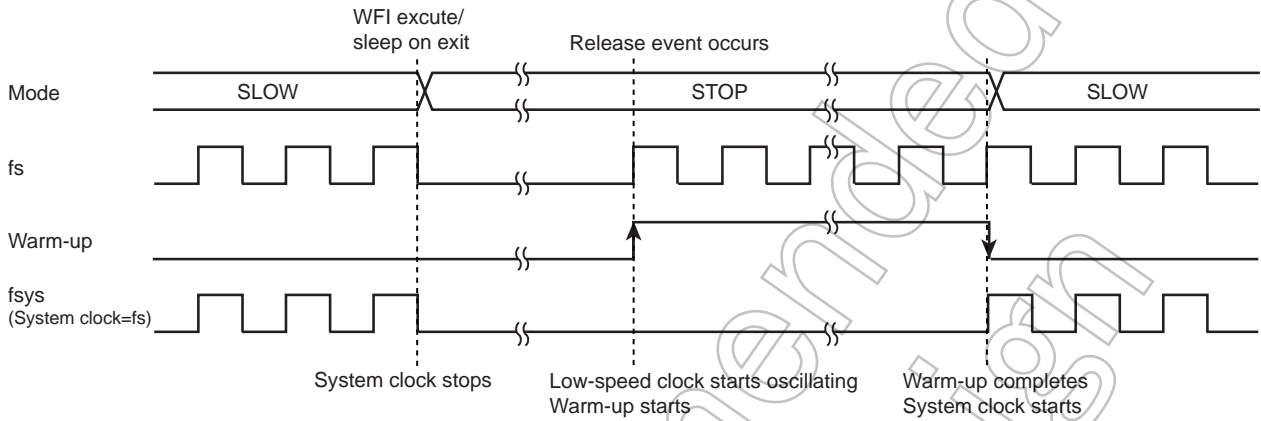 WFI excute/
sleep on exit
Release event occurs
Mode
SLOW
STOP
SLOW
fs
Warm-up
fsys
(System clock=fs)
System clock stops
Low-speed clock starts oscillating
Warm-up starts
Warm-up completes
System clock starts